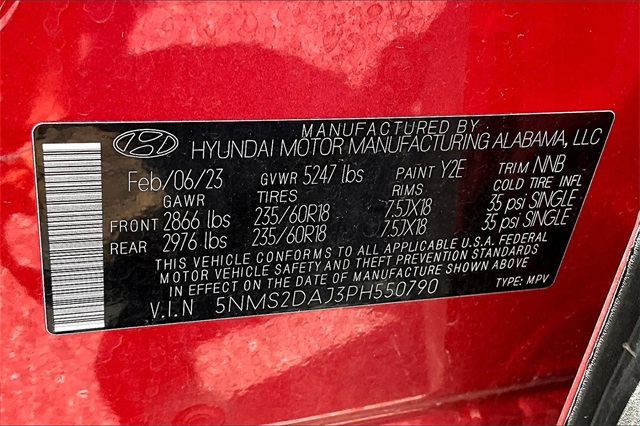 MANUFACTURED BY
HYUNDAI MOTOR MANUFACTURING ALABAMA, LLC
Feb/06/23 GVWR 5247 lbs PAINT Y2E TRIM NNB
GAWR TIRES RIMS COLD TIRE INFL
FRONT 2866 lbs 235/60R18 7.5JX18 35 psi SINGLE
REAR 2976 lbs 235/60R18 7.5JX18 35 psi SINGLE
THIS VEHICLE CONFORMS TO ALL APPLICABLE U.S.A. FEDERAL
MOTOR VEHICLE SAFETY AND THEFT PREVENTION STANDARDS
IN EFFECT ON THE DATE OF MANUFACTURE SHOWN ABOVE
V.I.N 5NMS2DAJ3PH550790 TYPE: MPV